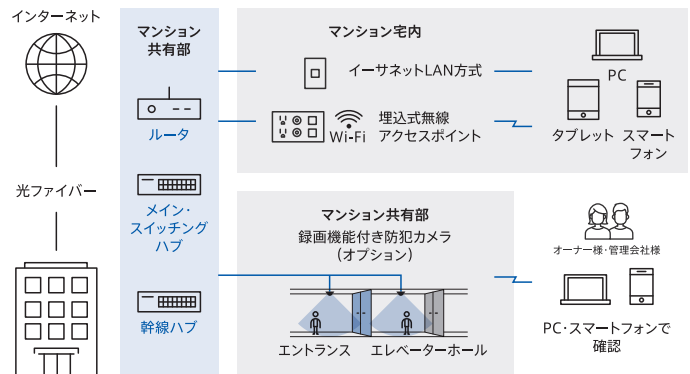 インターネット
光ファイバー
マンション
共有部
ルータ
メイン・
スイッチング
ハブ
幹線ハブ
マンション宅内
イーサネットLAN方式
Wi-Fi
埋込式無線
アクセスポイント
PC
タブレット
スマート
フォン
マンション共有部
録画機能付き防犯カメラ
(オプション)
エントランス
エレベーターホール
オーナー様・管理会社様
PC・スマートフォンで
確認